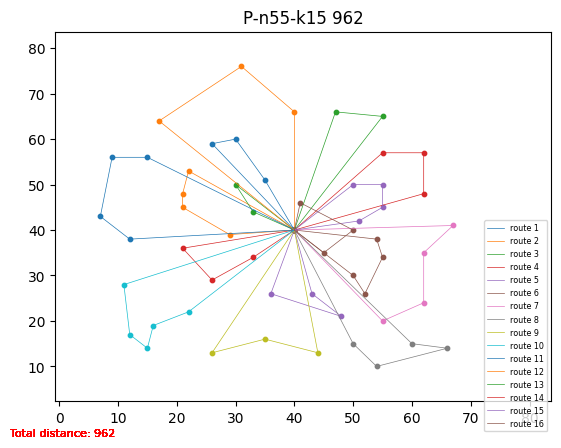 P-n55-k15 962
80
70
60
50
40
30
20
10
0 10 20 30 40 50 60 70 80
route 1
route 2
route 3
route 4
route 5
route 6
route 7
route 8
route 9
route 10
route 11
route 12
route 13
route 14
route 15
route 16
Total distance: 962